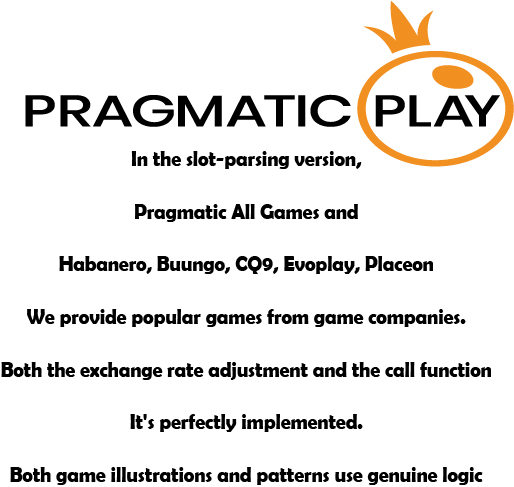 PRAGMATIC PLAY
In the slot-parsing version,
Pragmatic All Games and
Habanero, Buungo, CQ9, Evoplay, Placeon
We provide popular games from game companies.
Both the exchange rate adjustment and the call function
It's perfectly implemented.
Both game illustrations and patterns use genuine logic